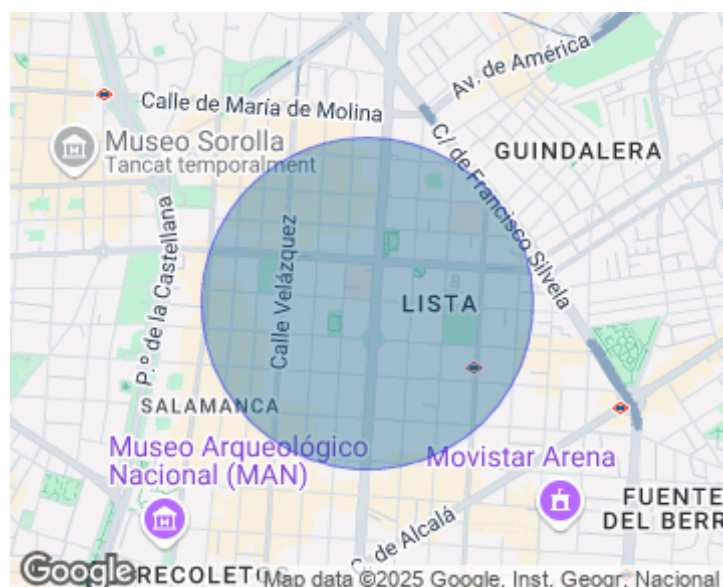 Av. de América
Calle de María de Molina
Museo Sorolla
Tancat temporalment
GUINDALERA
C/ de Francisco Silvela
P.º de la Castellana
Calle Velázquez
LISTA
SALAMANCA
Museo Arqueológico
Nacional (MAN)
Movistar Arena
C. de Alcalá
FUENTE
DEL BERR
Google
RECOLETOS
Map data ©2025 Google, Inst. Geogr. Nacional